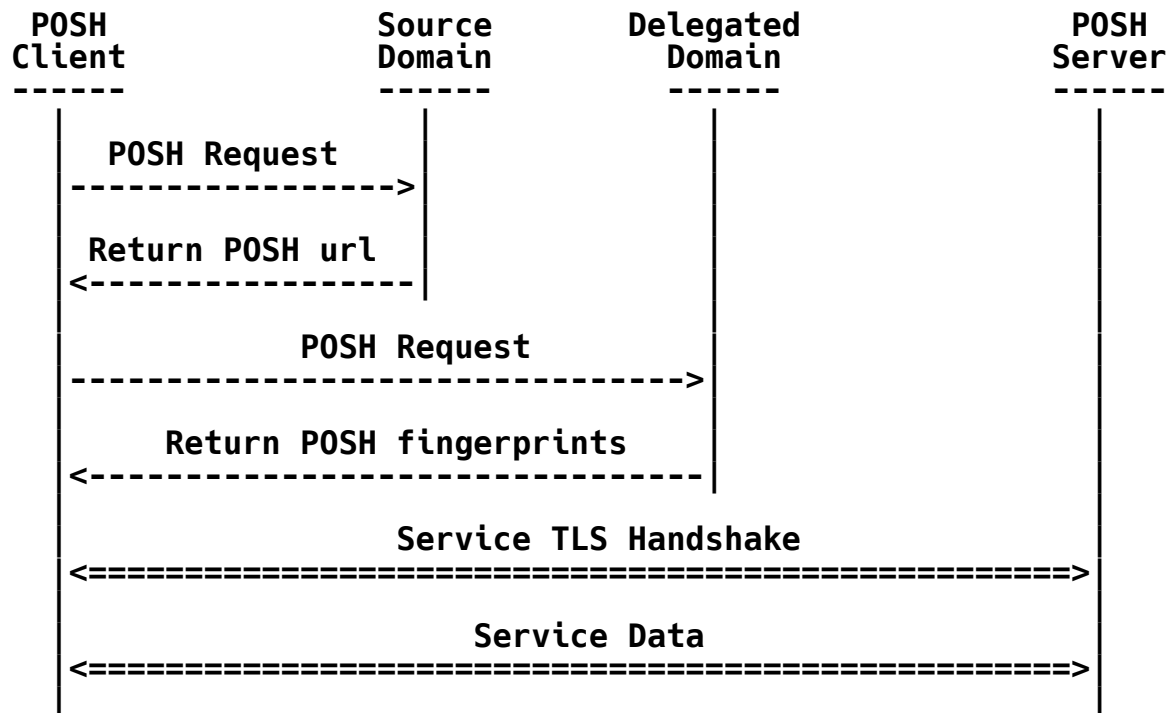 POSH Source Delegated POSH
Client Domain Domain Server
------ ------ ------ ------
POSH Request
----------------->
Return POSH url
<-----------------
POSH Request
-------------------------------->
Return POSH fingerprints
<--------------------------------
Service TLS Handshake
<===================================================>
Service Data
<===================================================>